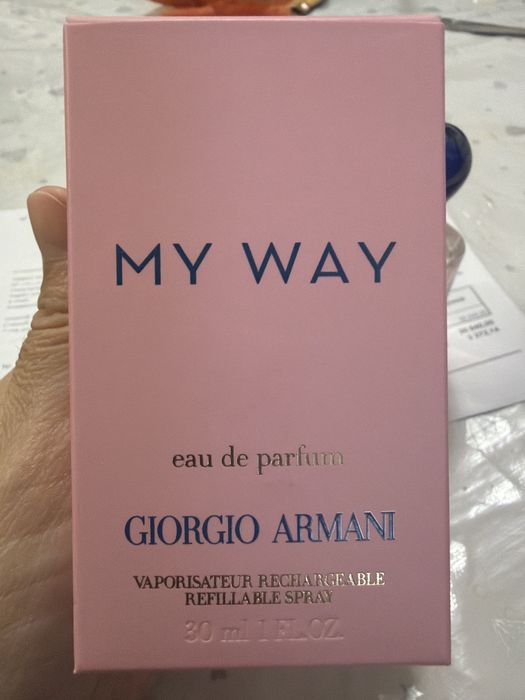 MY WAY
eau de parfum
GIORGIO ARMANI
VAPORISATEUR RECHARGEABLE
REFILLABLE SPRAY
30 ml 1 FL.OZ.